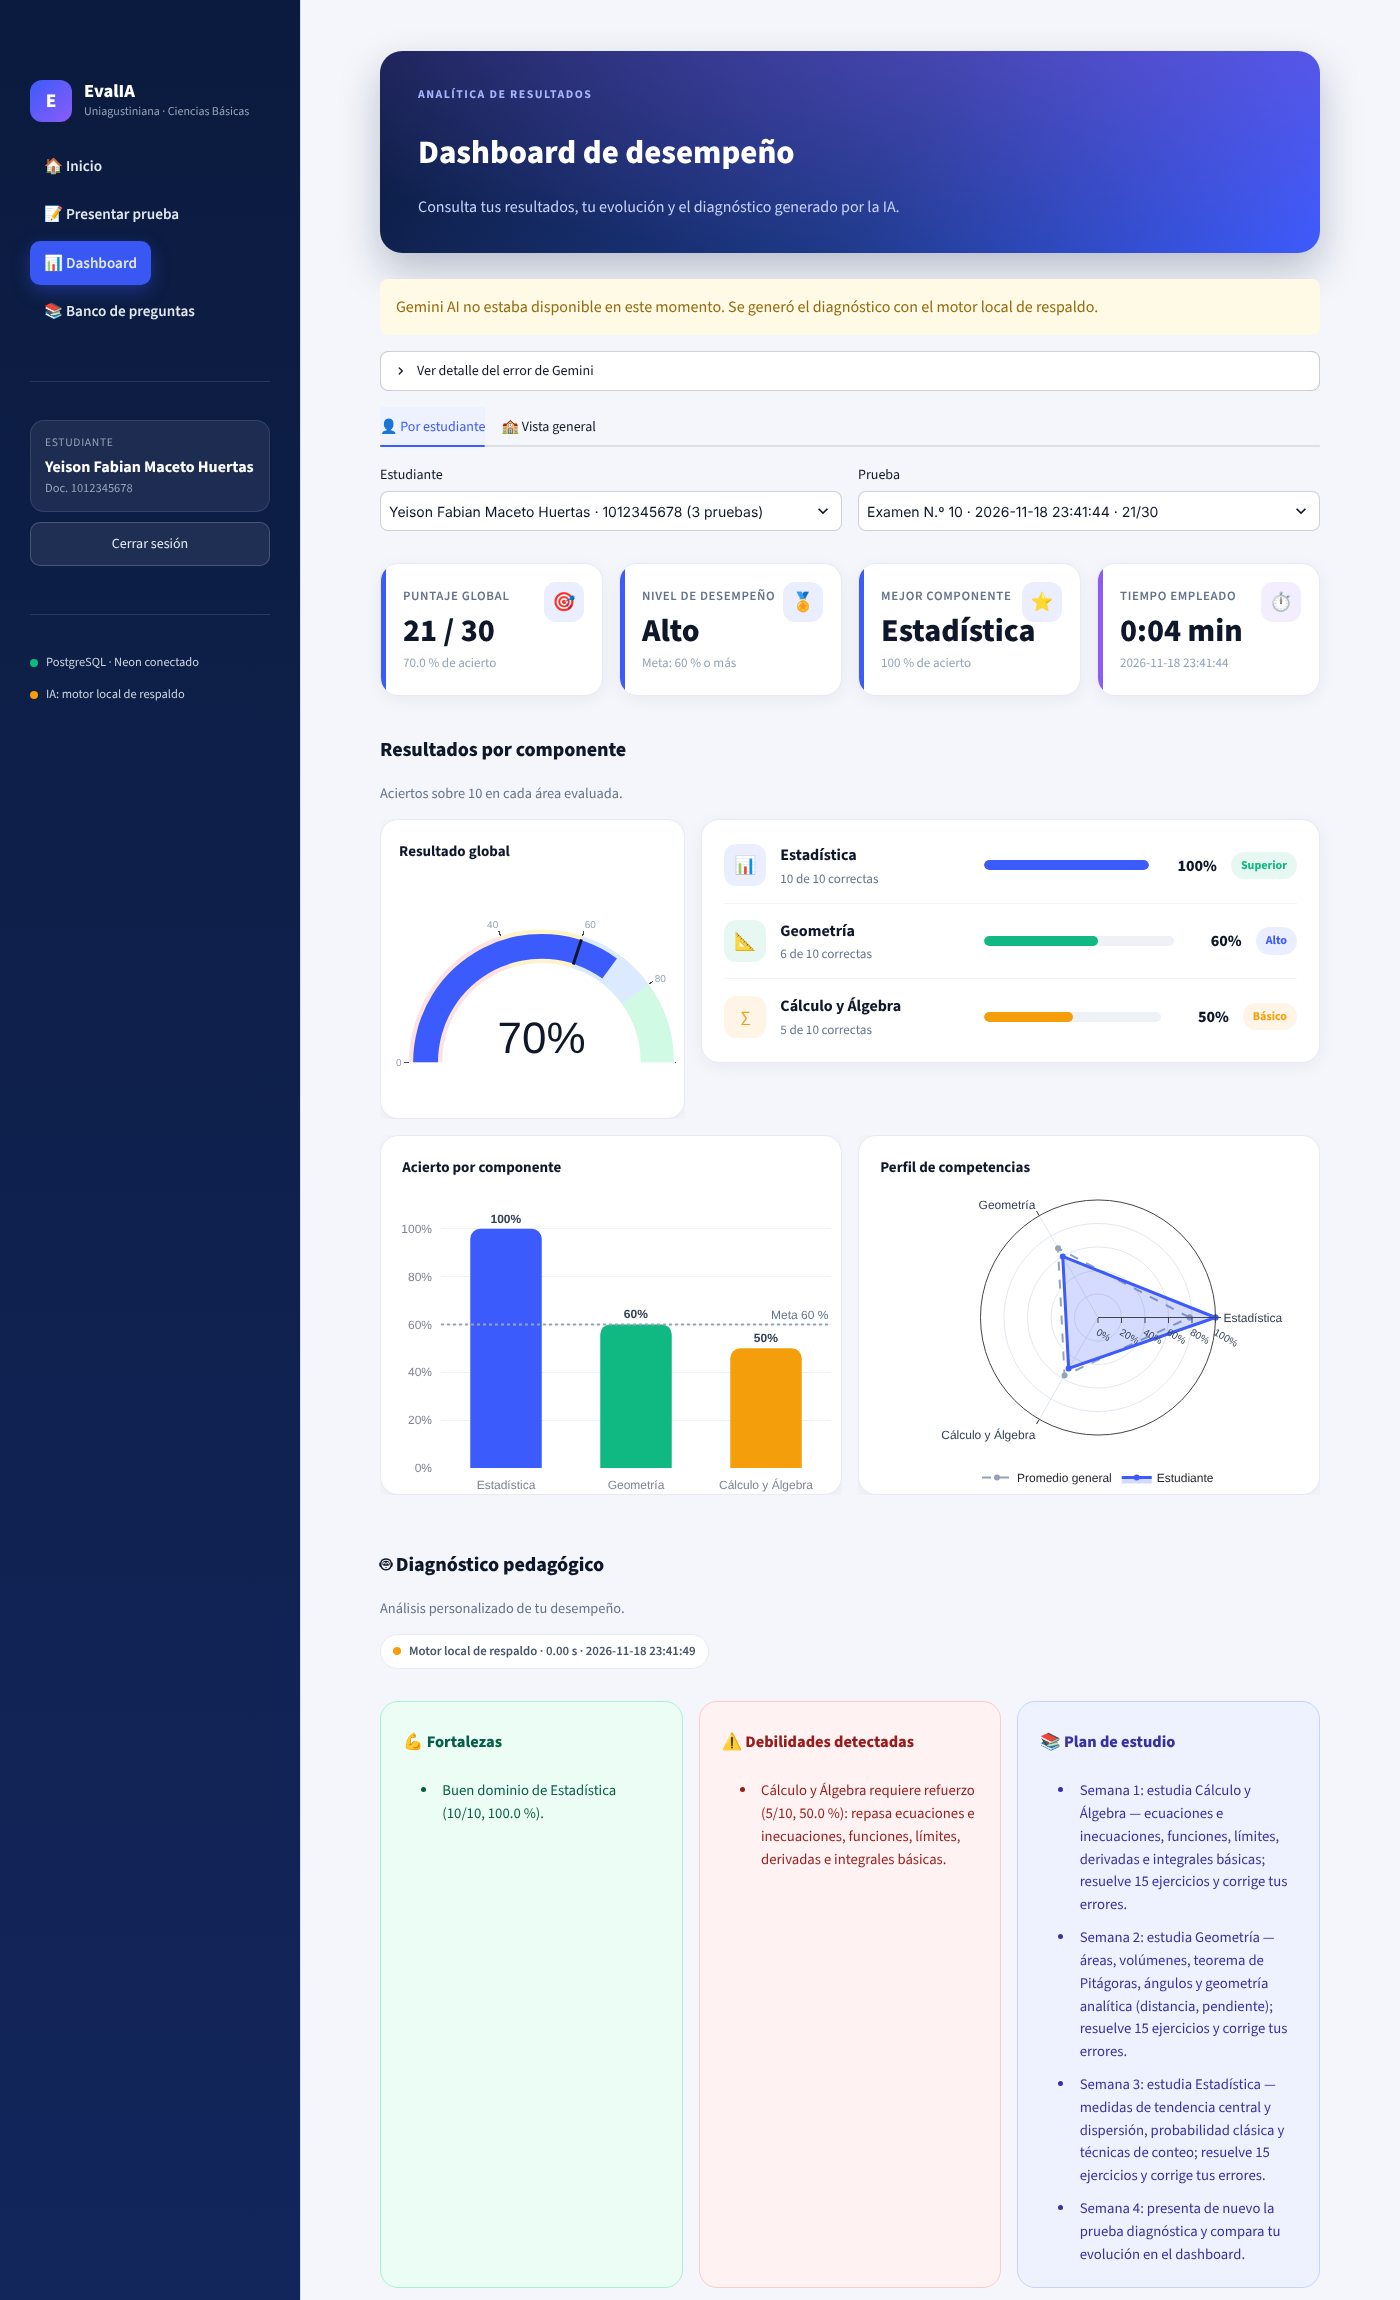 E
EvalIA
Uniagustiniana · Ciencias Básicas
Inicio
Presentar prueba
Dashboard
Banco de preguntas
ESTUDIANTE
Yeison Fabian Maceto Huertas
Doc. 1012345678
Cerrar sesión
PostgreSQL · Neon conectado
IA: motor local de respaldo
ANALÍTICA DE RESULTADOS
Dashboard de desempeño
Consulta tus resultados, tu evolución y el diagnóstico generado por la IA.
Gemini AI no estaba disponible en este momento. Se generó el diagnóstico con el motor local de respaldo.
Ver detalle del error de Gemini
Por estudiante
Vista general
Estudiante
Yeison Fabian Maceto Huertas · 1012345678 (3 pruebas)
Prueba
Examen N.º 10 · 2026-11-18 23:41:44 · 21/30
PUNTAJE GLOBAL
21 / 30
70.0 % de acierto
NIVEL DE DESEMPEÑO
Alto
Meta: 60 % o más
MEJOR COMPONENTE
Estadística
100 % de acierto
TIEMPO EMPLEADO
0:04 min
2026-11-18 23:41:44
Resultados por componente
Aciertos sobre 10 en cada área evaluada.
Resultado global
0
40
60
80
70%
Estadística
10 de 10 correctas
100%
Superior
Geometría
6 de 10 correctas
60%
Alto
∑
Cálculo y Álgebra
5 de 10 correctas
50%
Básico
Acierto por componente
100%
80%
60%
40%
20%
0%
100%
60%
50%
Meta 60 %
Estadística
Geometría
Cálculo y Álgebra
Perfil de competencias
Geometría
Estadística
Cálculo y Álgebra
0%
20%
40%
60%
80%
100%
Promedio general
Estudiante
Diagnóstico pedagógico
Análisis personalizado de tu desempeño.
Motor local de respaldo · 0.00 s · 2026-11-18 23:41:49
Fortalezas
Buen dominio de Estadística
(10/10, 100.0 %).
Debilidades detectadas
Cálculo y Álgebra requiere refuerzo
(5/10, 50.0 %): repasa ecuaciones e
inecuaciones, funciones, límites,
derivadas e integrales básicas.
Plan de estudio
Semana 1: estudia Cálculo y
Álgebra — ecuaciones e
inecuaciones, funciones, límites,
derivadas e integrales básicas;
resuelve 15 ejercicios y corrige tus
errores.
Semana 2: estudia Geometría —
áreas, volúmenes, teorema de
Pitágoras, ángulos y geometría
analítica (distancia, pendiente);
resuelve 15 ejercicios y corrige tus
errores.
Semana 3: estudia Estadística —
medidas de tendencia central y
dispersión, probabilidad clásica y
técnicas de conteo; resuelve 15
ejercicios y corrige tus errores.
Semana 4: presenta de nuevo la
prueba diagnóstica y compara tu
evolución en el dashboard.